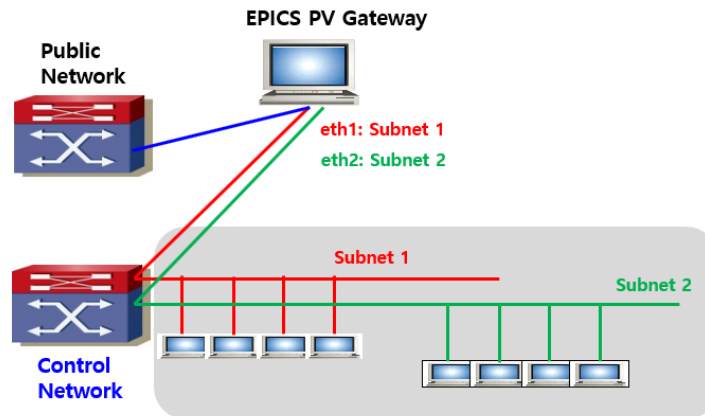 EPICS PV Gateway
Public
Network
eth1: Subnet 1
eth2: Subnet 2
Subnet 1
Subnet 2
Control
Network